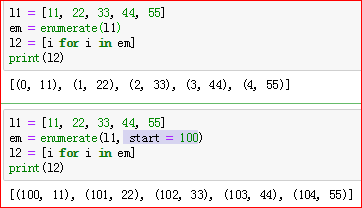 l1 = [11, 22, 33, 44, 55]
em = enumerate(l1)
l2 = [i for i in em]
print(l2)
[(0, 11), (1, 22), (2, 33), (3, 44), (4, 55)]
l1 = [11, 22, 33, 44, 55]
em = enumerate(l1, start = 100)
l2 = [i for i in em]
print(l2)
[(100, 11), (101, 22), (102, 33), (103, 44), (104, 55)]